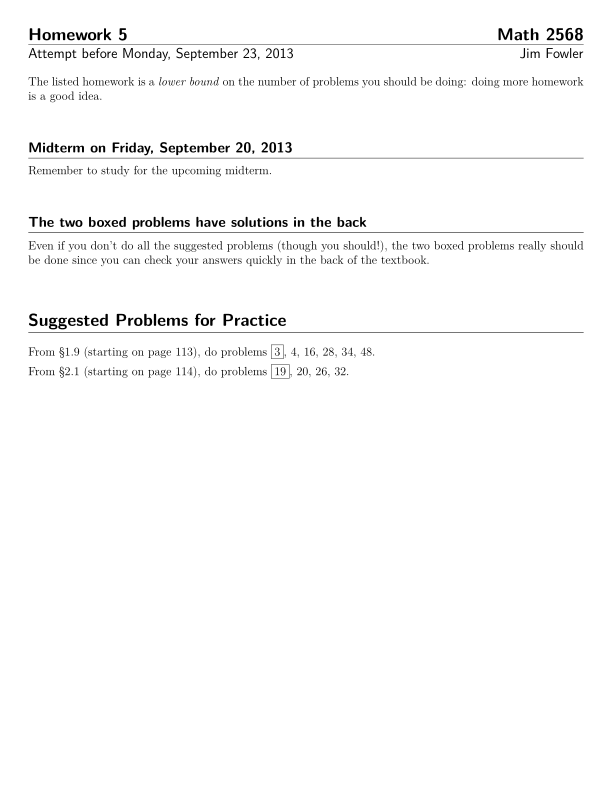 Homework 5 Math 2568
Attempt before Monday, September 23, 2013 Jim Fowler
The listed homework is a lower bound on the number of problems you should be doing: doing more homework
is a good idea.
Midterm on Friday, September 20, 2013
Remember to study for the upcoming midterm.
The two boxed problems have solutions in the back
Even if you don't do all the suggested problems (though you should!), the two boxed problems really should
be done since you can check your answers quickly in the back of the textbook.
Suggested Problems for Practice
From §1.9 (starting on page 113), do problems 3, 4, 16, 28, 34, 48.
From §2.1 (starting on page 114), do problems 19, 20, 26, 32.